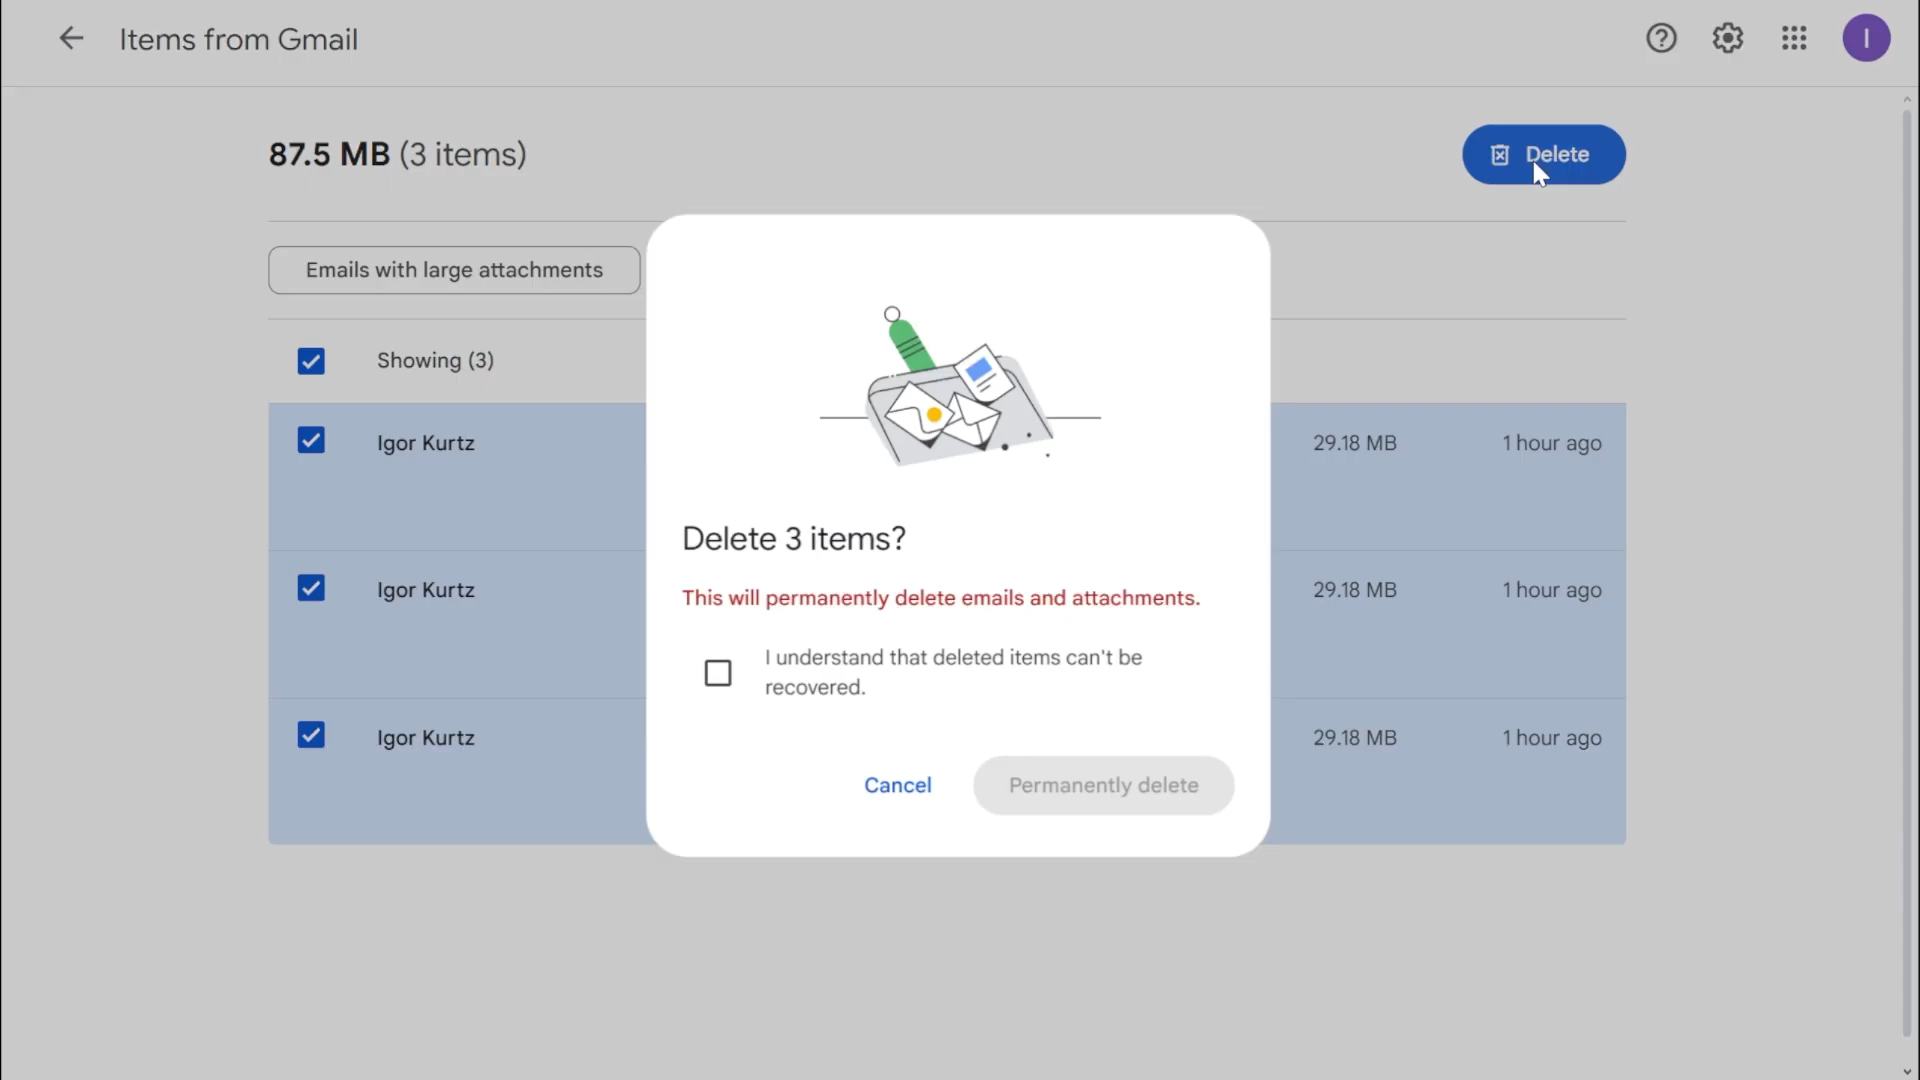 Items from Gmail
I
87.5 MB (3 items)
Delete
Emails with large attachments
Showing (3)
Igor Kurtz
29.18 MB
1 hour ago
Igor Kurtz
29.18 MB
1 hour ago
Igor Kurtz
29.18 MB
1 hour ago
Delete 3 items?
This will permanently delete emails and attachments.
I understand that deleted items can't be
recovered.
Cancel
Permanently delete